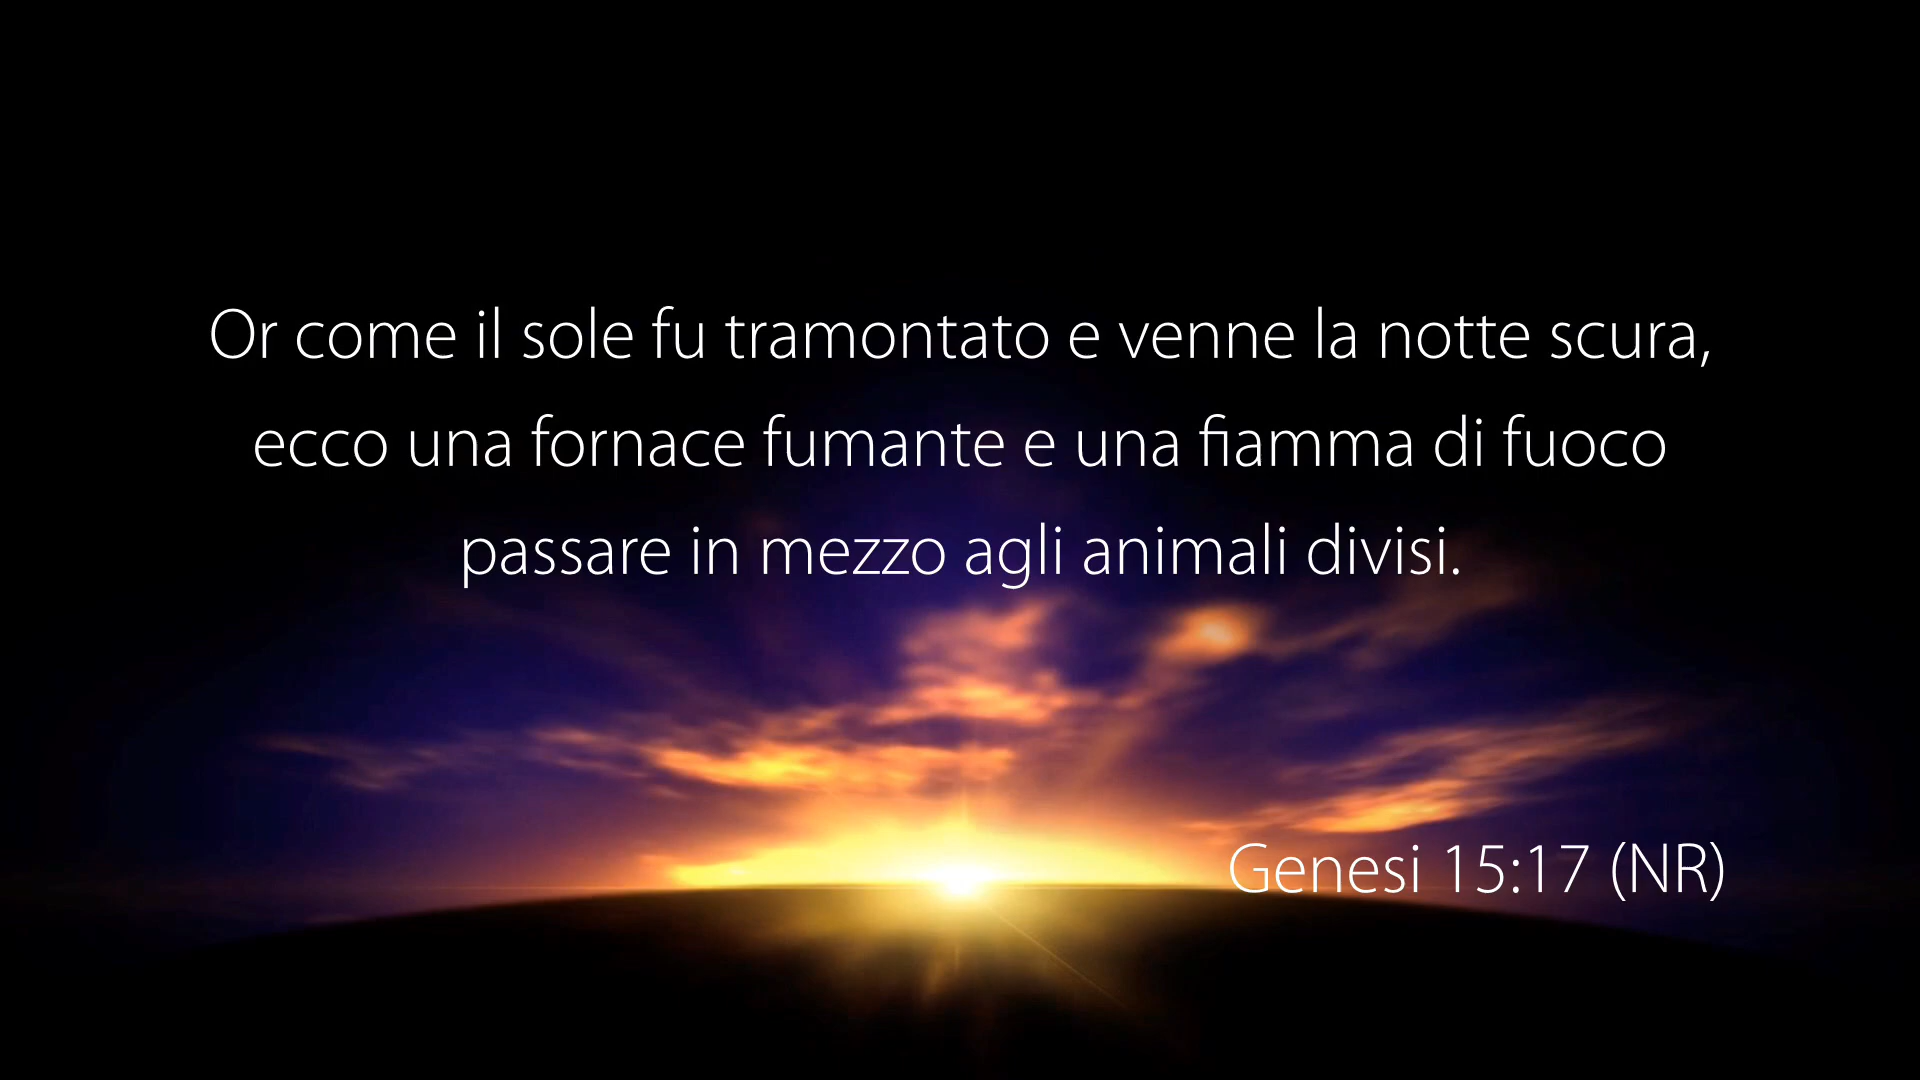 Or come il sole fu tramontato e venne la notte scura,
ecco una fornace fumante e una fiamma di fuoco
passare in mezzo agli animali divisi.
Genesi 15:17 (NR)